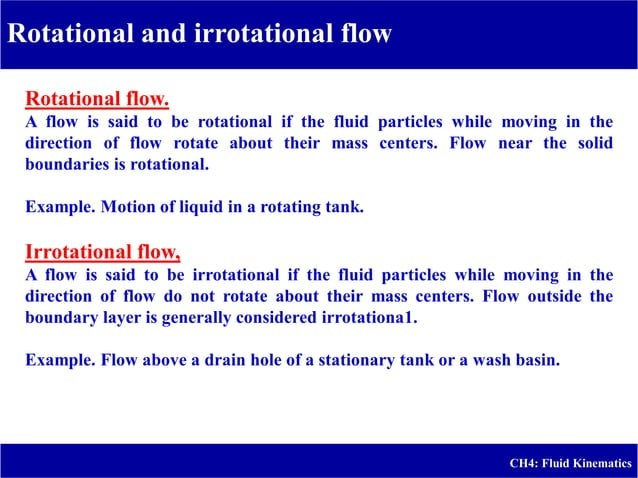 Rotational and irrotational flow
Rotational flow.
A flow is said to be rotational if the fluid particles while moving in the
direction of flow rotate about their mass centers. Flow near the solid
boundaries is rotational.
Example. Motion of liquid in a rotating tank.
Irrotational flow,
A flow is said to be irrotational if the fluid particles while moving in the
direction of flow do not rotate about their mass centers. Flow outside the
boundary layer is generally considered irrotationa1.
Example. Flow above a drain hole of a stationary tank or a wash basin.
CH4: Fluid Kinematics